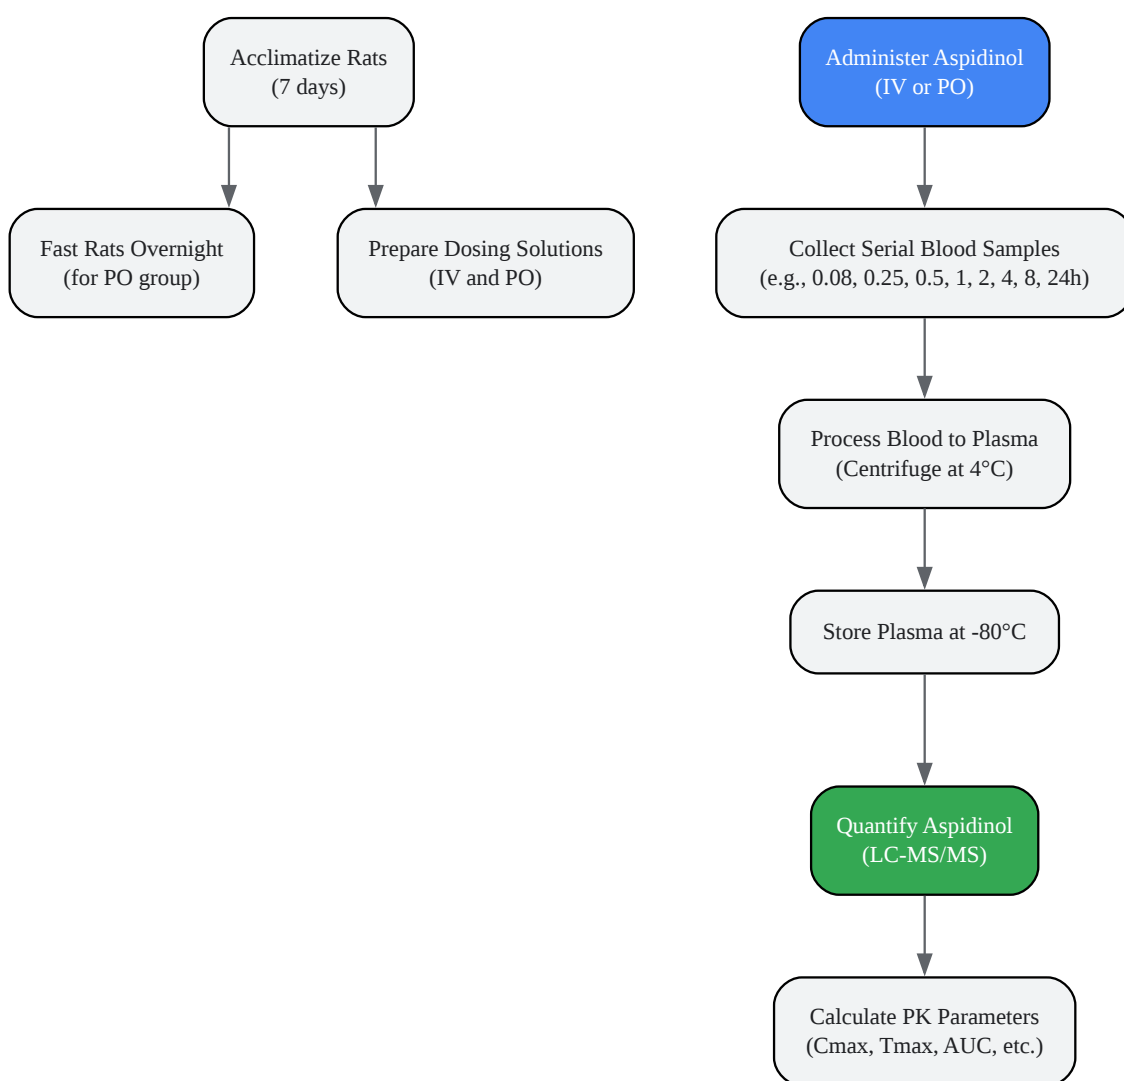 Acclimatize Rats
(7 days)
Fast Rats Overnight
(for PO group)
Prepare Dosing Solutions
(IV and PO)
Administer Aspidinol
(IV or PO)
Collect Serial Blood Samples
(e.g., 0.08, 0.25, 0.5, 1, 2, 4, 8, 24h)
Process Blood to Plasma
(Centrifuge at 4°C)
Store Plasma at -80°C
Quantify Aspidinol
(LC-MS/MS)
Calculate PK Parameters
(Cmax, Tmax, AUC, etc.)